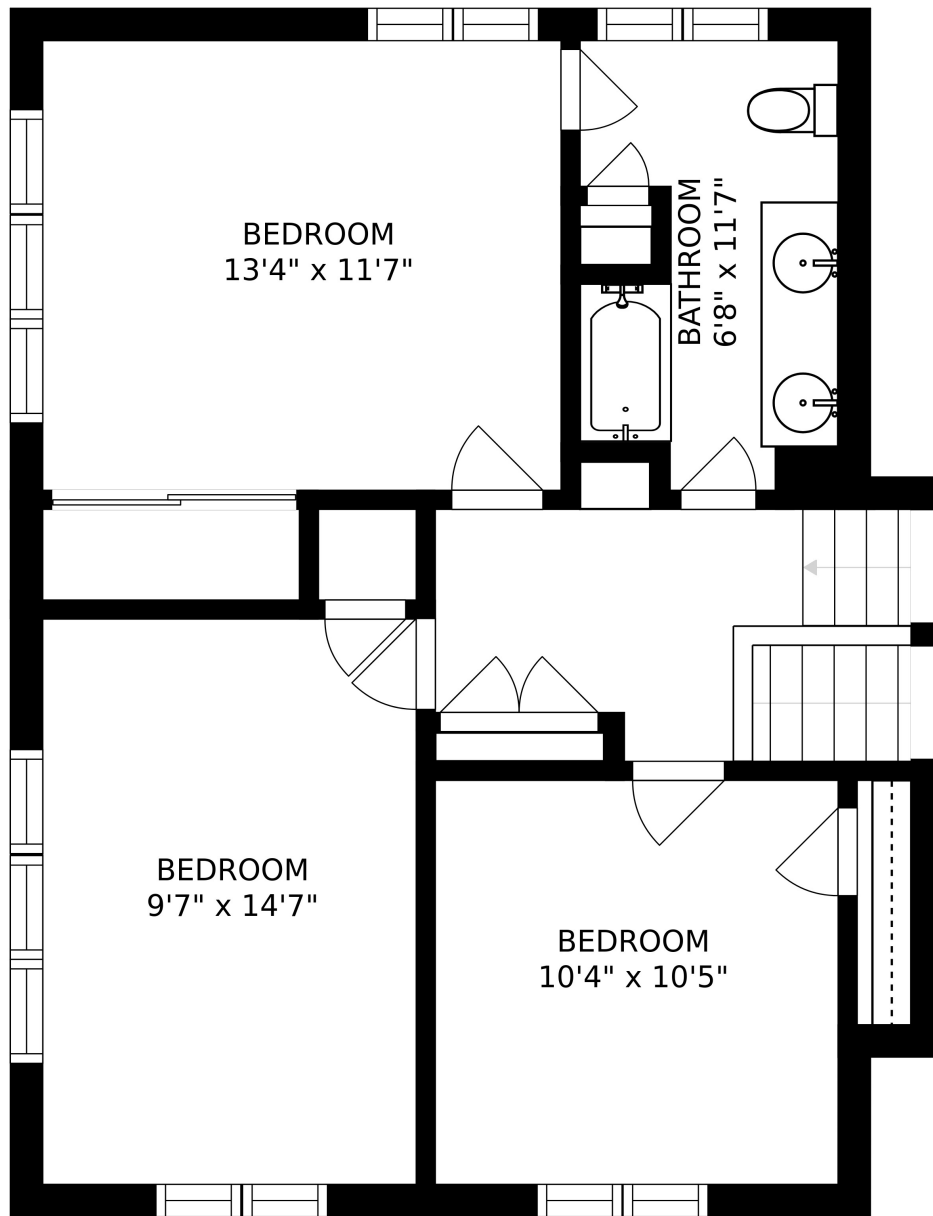 BEDROOM
13'4" x 11'7"
BATHROOM
6'8" x 11'7"
BEDROOM
9'7" x 14'7"
BEDROOM
10'4" x 10'5"